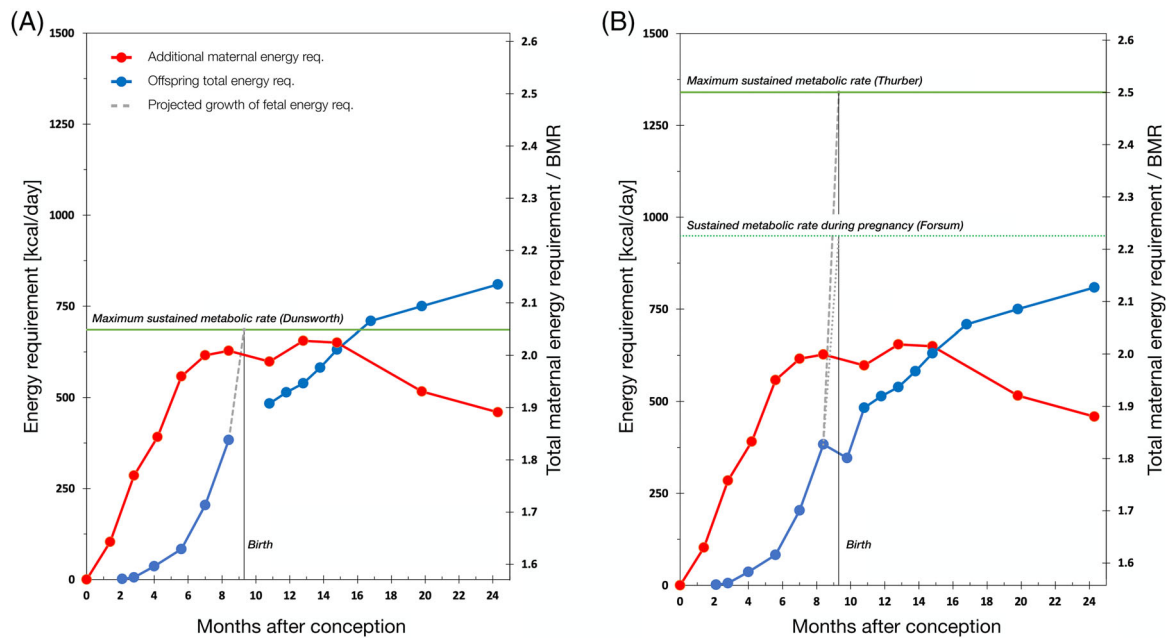 (A)
1500
1250
1000
750
500
250
0
Energy requirement [kcal/day]
Additional maternal energy req.
Offspring total energy req.
Projected growth of fetal energy req.
Maximum sustained metabolic rate (Dunsworth)
Birth
2.6
2.5
2.4
2.3
2.2
2.1
2.0
1.9
1.8
1.7
1.6
Total maternal energy requirement / BMR
0 2 4 6 8 10 12 14 16 18 20 22 24
Months after conception
(B)
1500
1250
1000
750
500
250
0
Energy requirement [kcal/day]
Maximum sustained metabolic rate (Thurber)
Sustained metabolic rate during pregnancy (Forsum)
Birth
2.6
2.5
2.4
2.3
2.2
2.1
2.0
1.9
1.8
1.7
1.6
Total maternal energy requirement / BMR
0 2 4 6 8 10 12 14 16 18 20 22 24
Months after conception